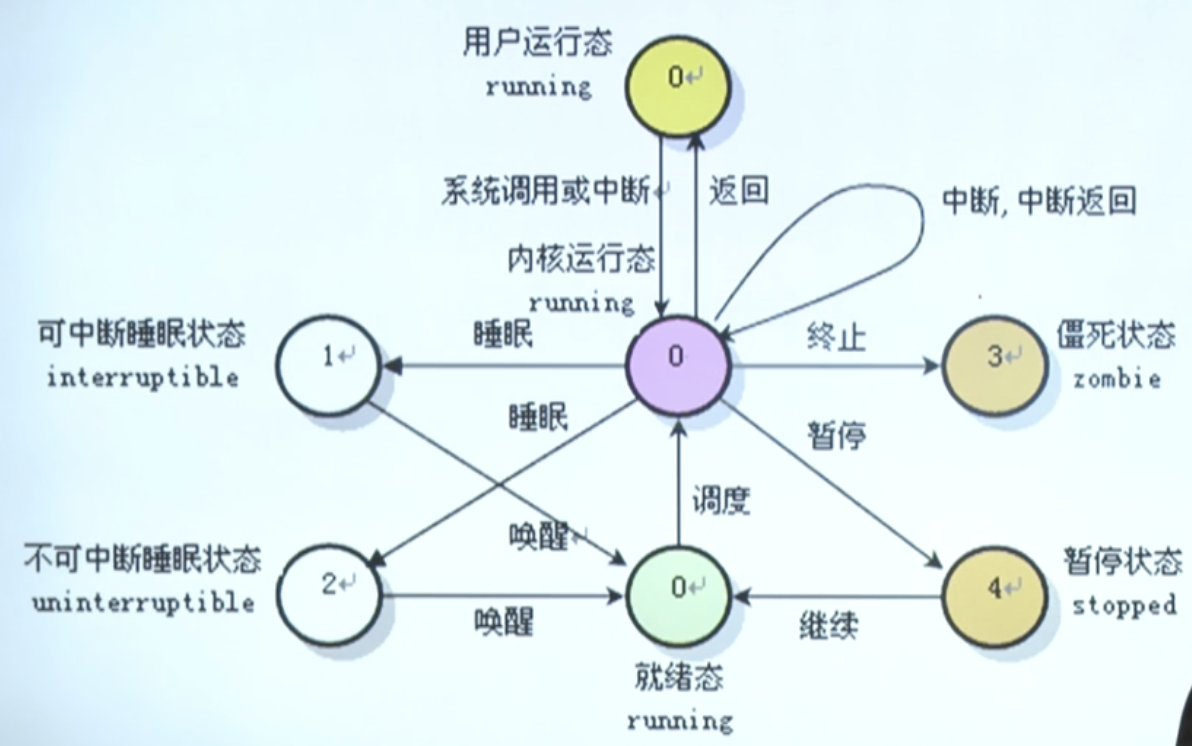 用户运行态
running
0↵
系统调用或中断↵
返回
中断, 中断返回
内核运行态
running
可中断睡眠状态
interruptible
1↵
睡眠
0
终止
3↵
僵死状态
zombie
睡眠
暂停
调度
唤醒↵
不可中断睡眠状态
uninterruptible
2↵
唤醒
0↵
继续
4↵
暂停状态
stopped
就绪态
running